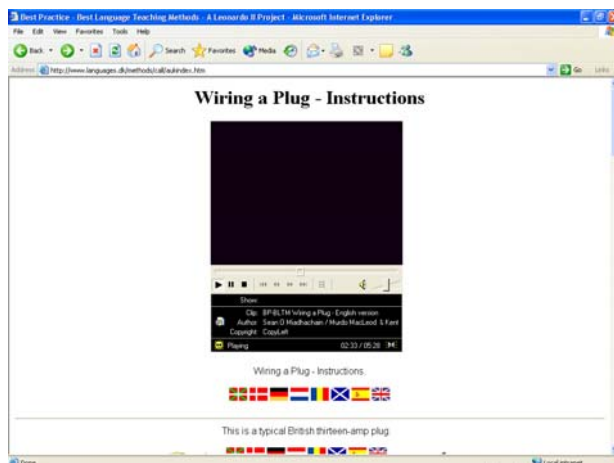 Best Practice - Best Language Teaching Methods - A Leonardo II Project - Microsoft Internet Explorer
File Edit View Favorites Tools Help
Back Search Favorites Media
Address http://www.languages.dk/methods/call/aukindex.htm Go Links
Wiring a Plug - Instructions
Show:
Clip: BP-BLTM Wiring a Plug - English version
Author: Sean O Miadhachain / Murdo MacLeod & Kent
Copyright: CopyLeft
Playing 02:33 / 05:28
Wiring a Plug - Instructions.
This is a typical British thirteen-amp plug
Done Local intranet